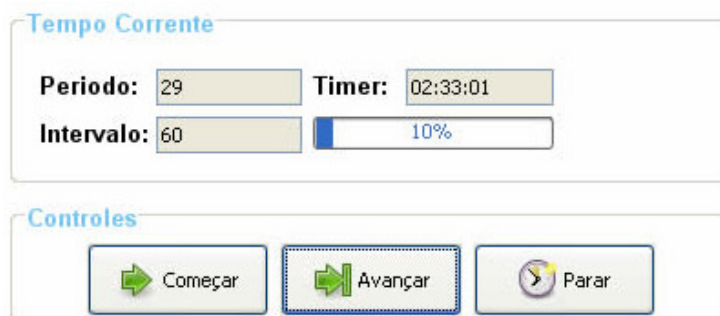 Tempo Corrente
Periodo: 29 Timer: 02:33:01
Intervalo: 60 10%
Controles
Começar Avançar Parar